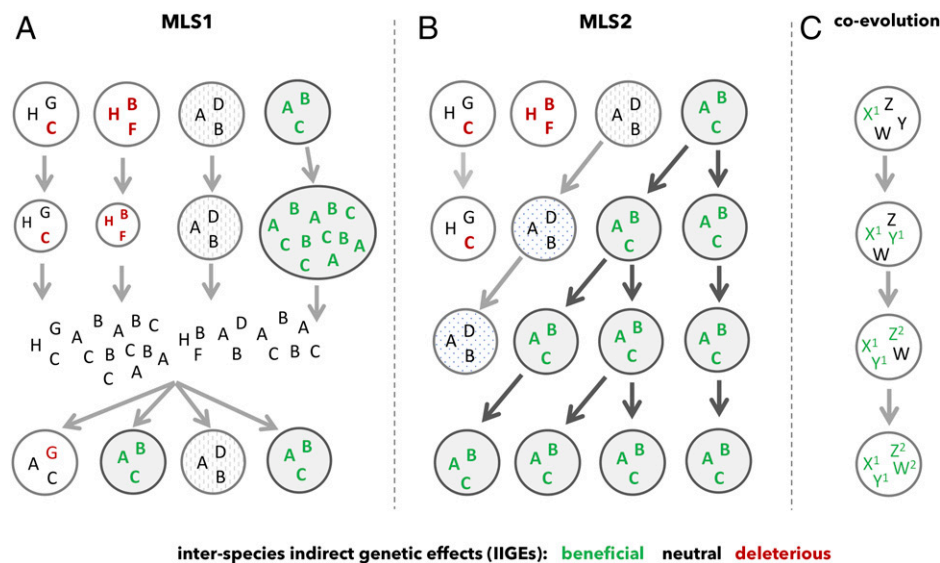 A MLS1 B MLS2 C co-evolution
H G C H B F A D B A B C H G C H B F A D B A B C X¹ Z W Y
H G C H B F A D B A B A B C A C B C B A C A H G C A D B A B C A B C X¹ Z Y¹ W
H G C A B A B C A C B C B A C A H B F A D B A B A C B C A D B A B C A B C A B C X¹ Z² Y¹ W
A G C A B C A D B A B C A B C A B C A B C A B C X¹ Z² Y¹ W²
inter-species indirect genetic effects (IIGEs): beneficial neutral deleterious